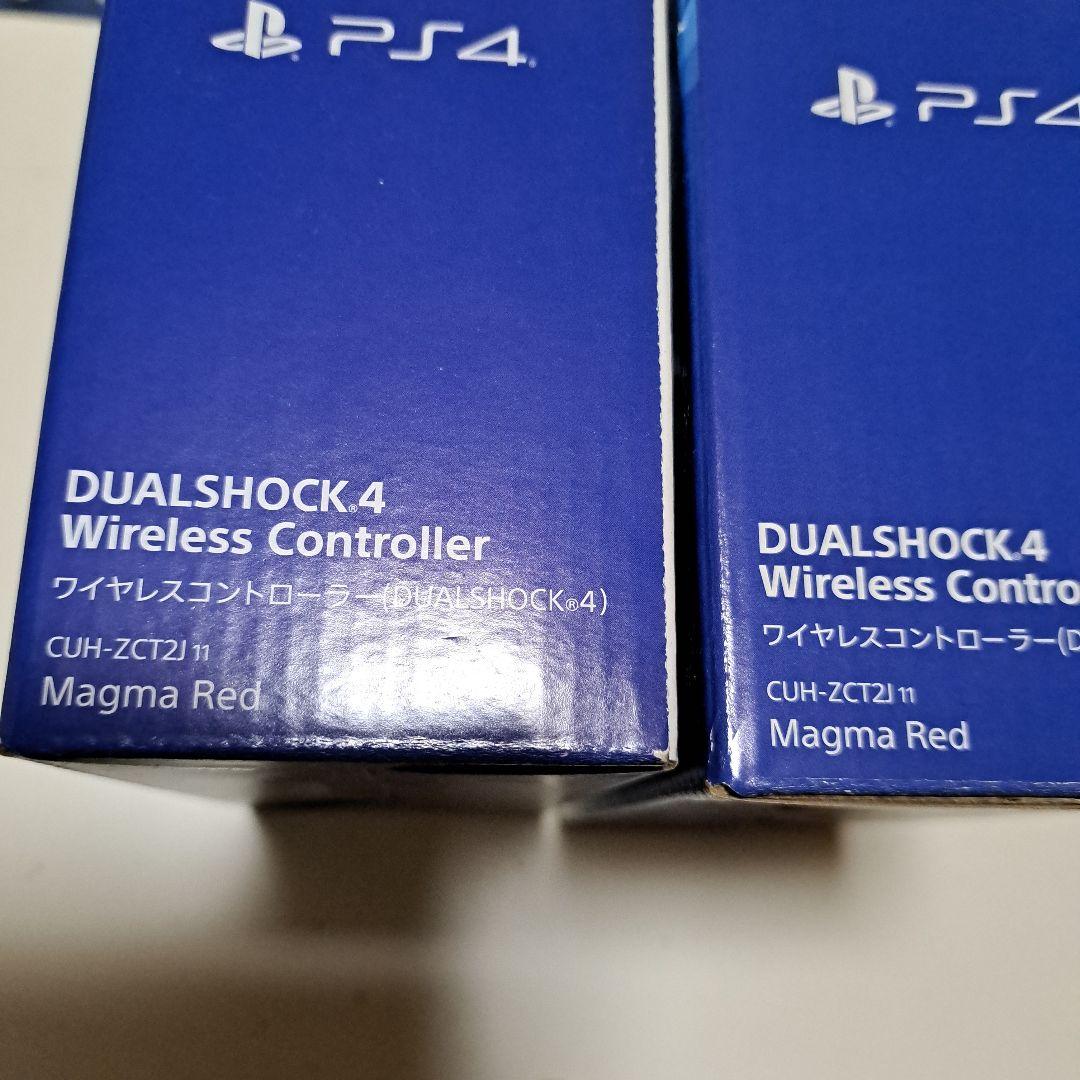 PS4
DUALSHOCK®4
Wireless Controller
ワイヤレスコントローラー(DUALSHOCK®4)
CUH-ZCT2J 11
Magma Red
PS4
DUALSHOCK®4
Wireless Contro
ワイヤレスコントローラー(D
CUH-ZCT2J 11
Magma Red